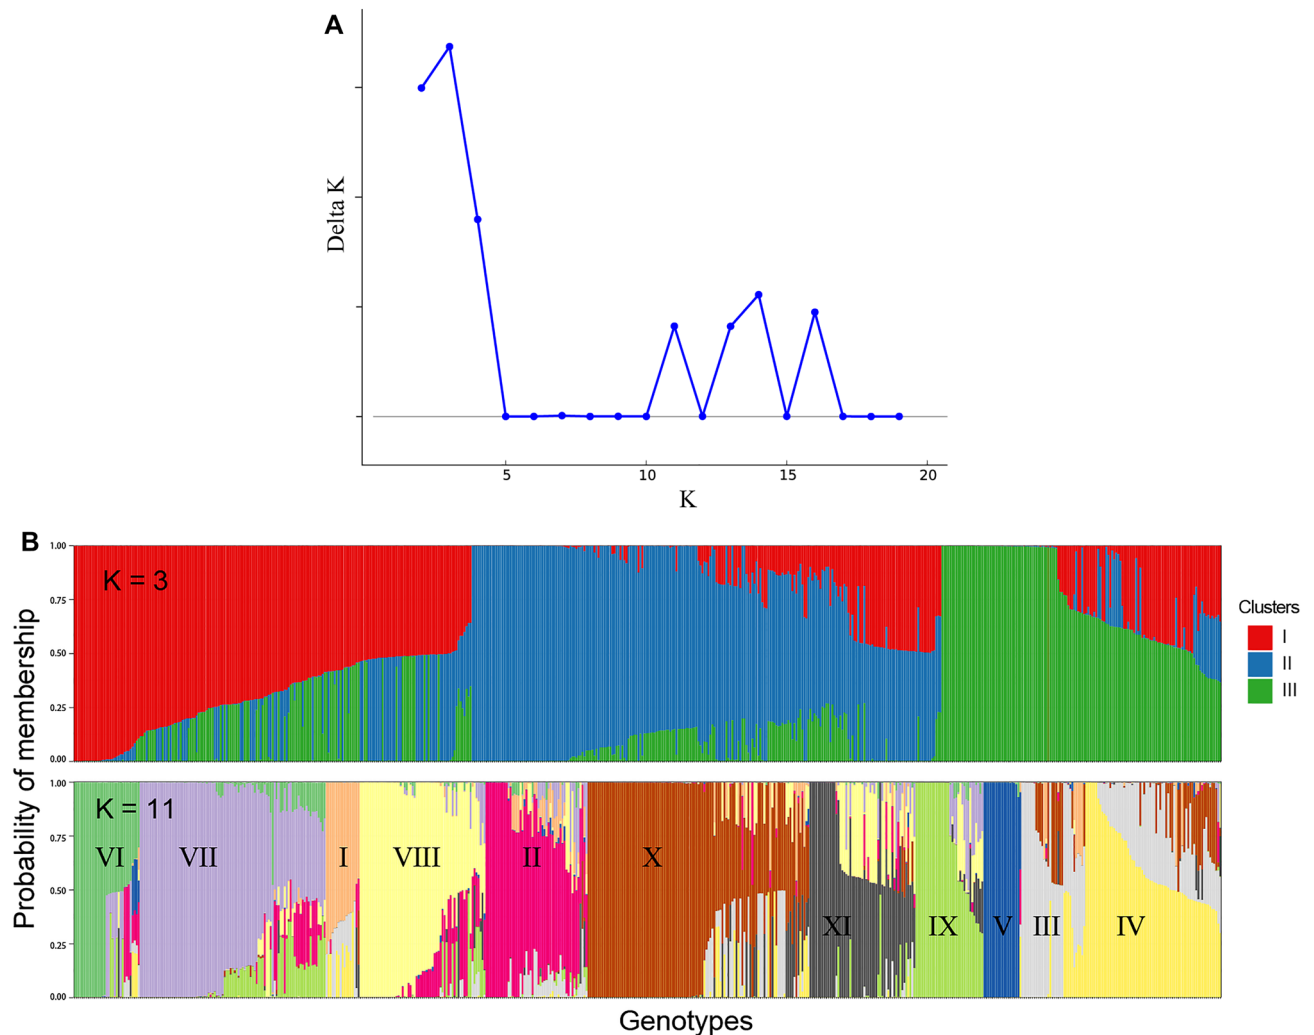 A
Delta K
5 10 15 20
K
B
Probability of membership
1.00
0.75
0.50
0.25
0.00
K = 3
Clusters
I
II
III
1.00
0.75
0.50
0.25
0.00
K = 11
VI VII I VIII II X XI IX V III IV
Genotypes